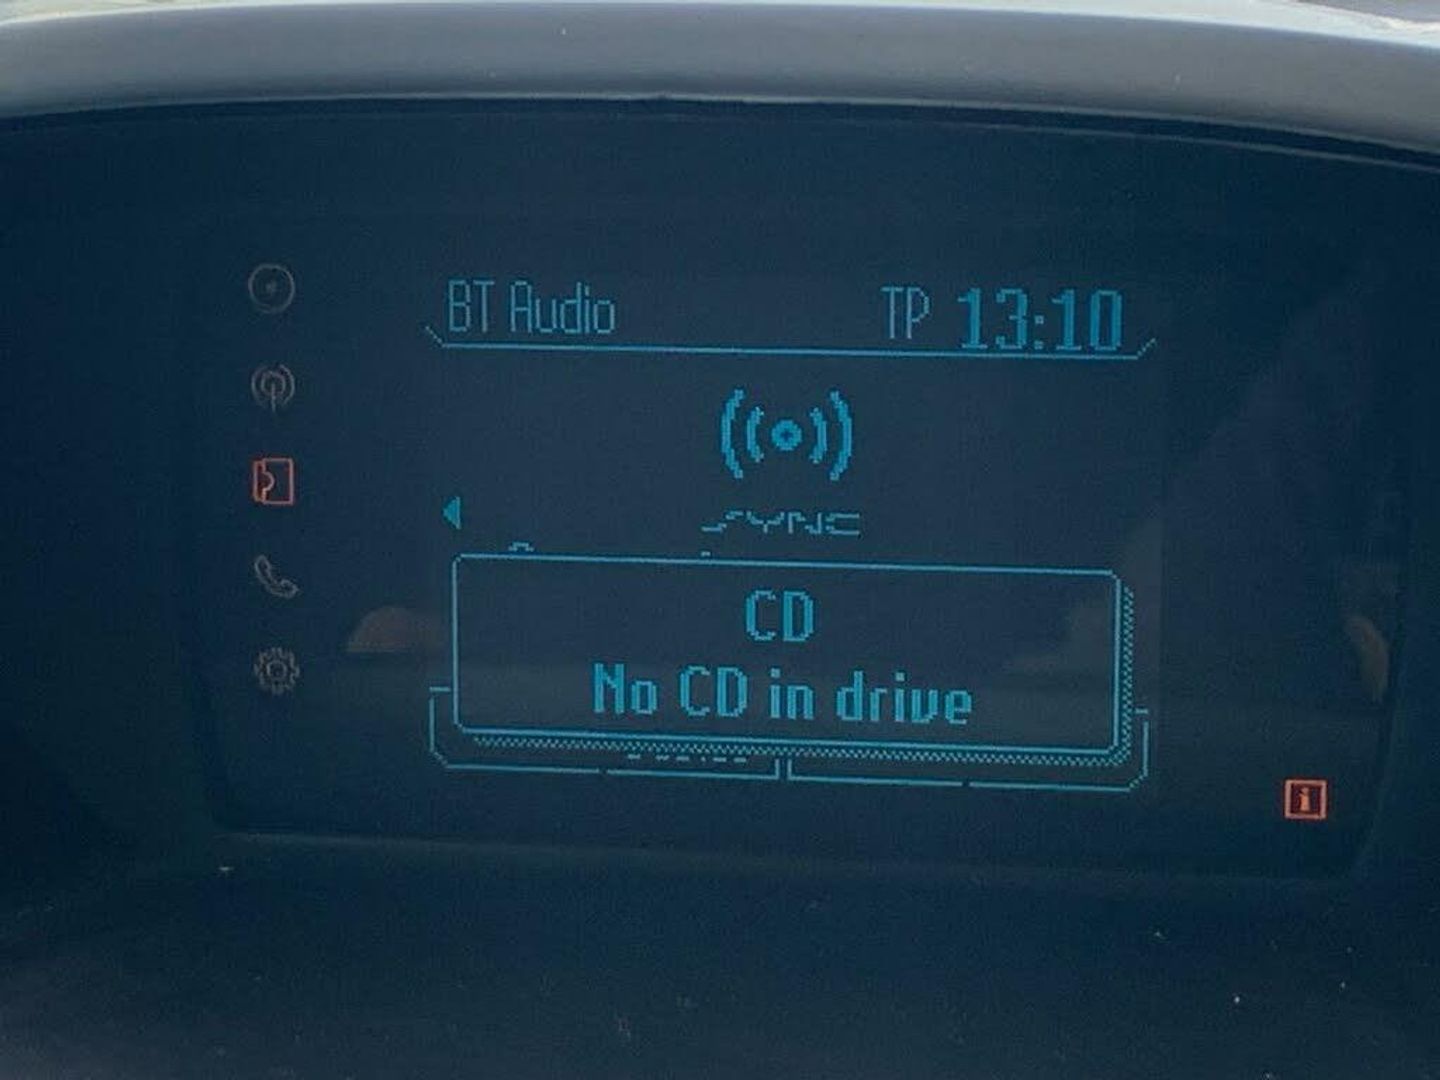 BT Audio TP 13:10
SYNC
CD
No CD in drive
i